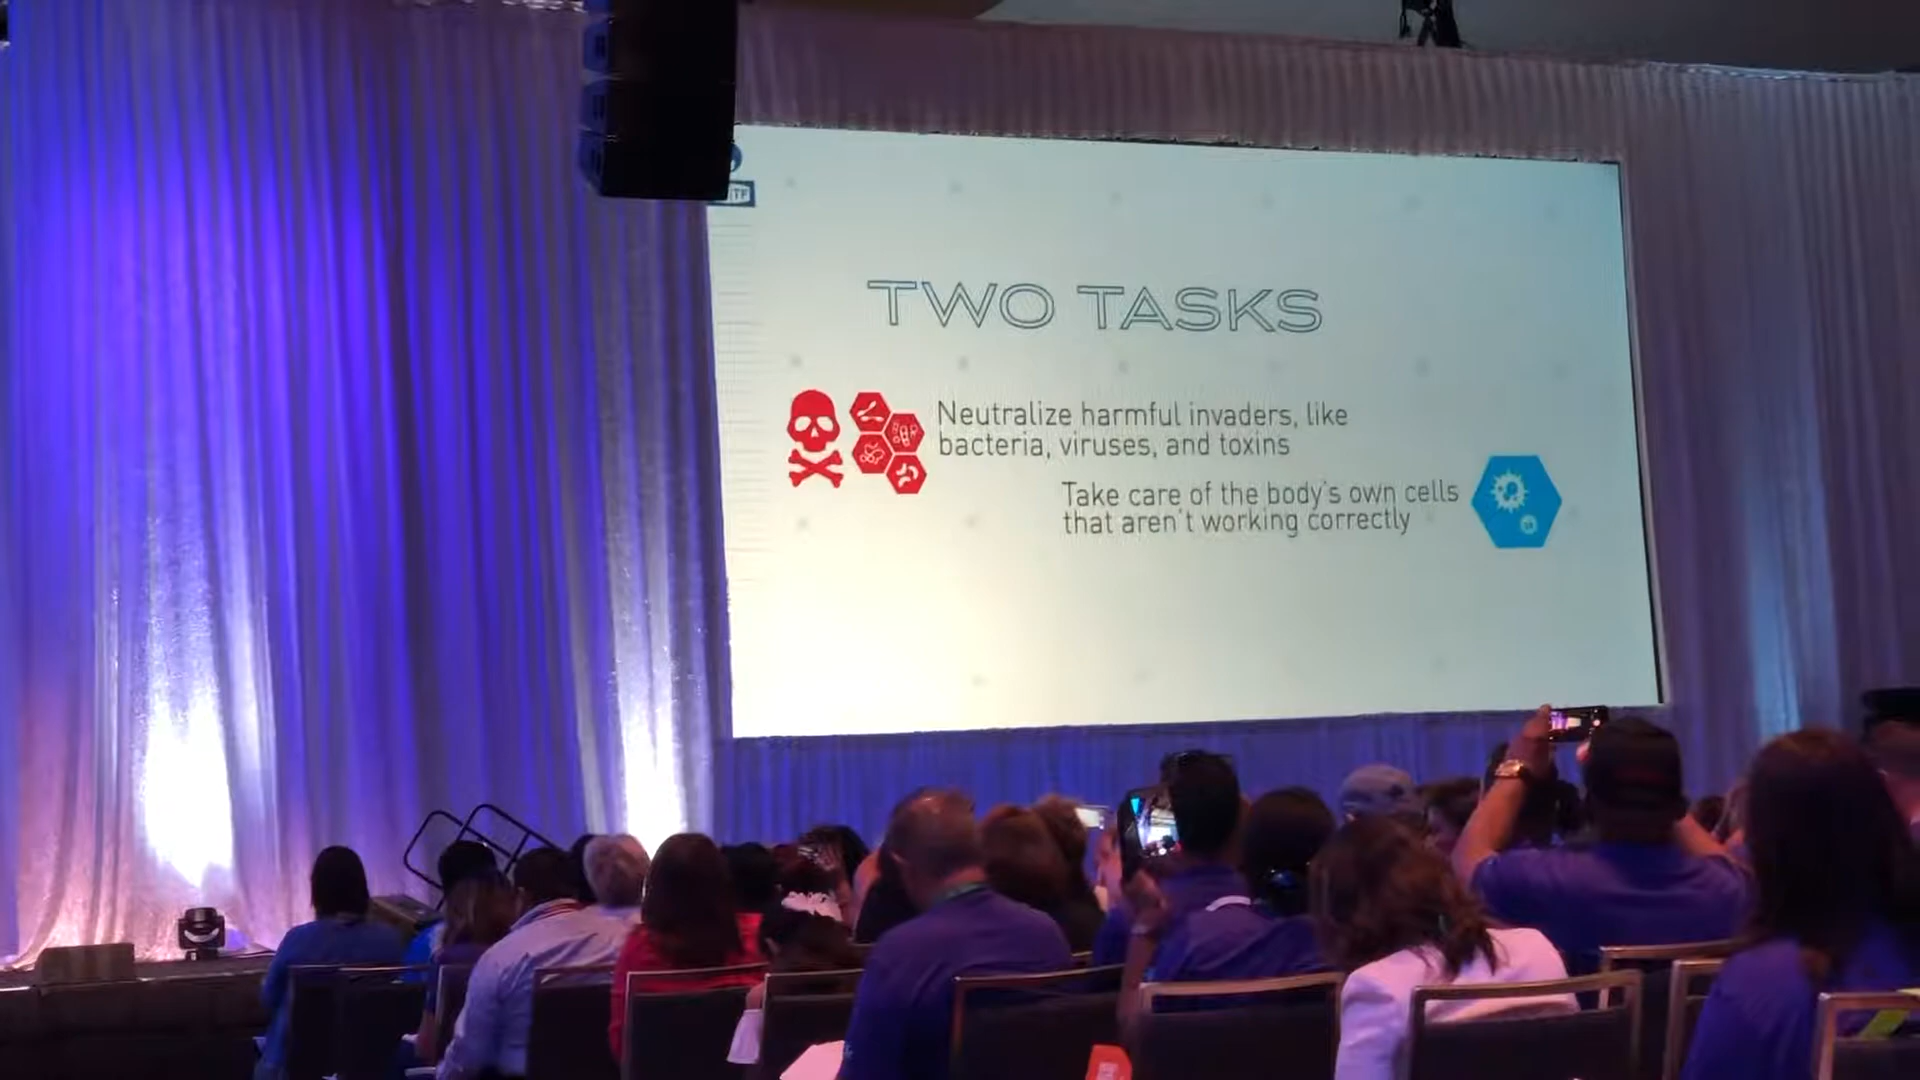 TF
TWO TASKS
Neutralize harmful invaders, like
bacteria, viruses, and toxins
Take care of the body's own cells
that aren't working correctly